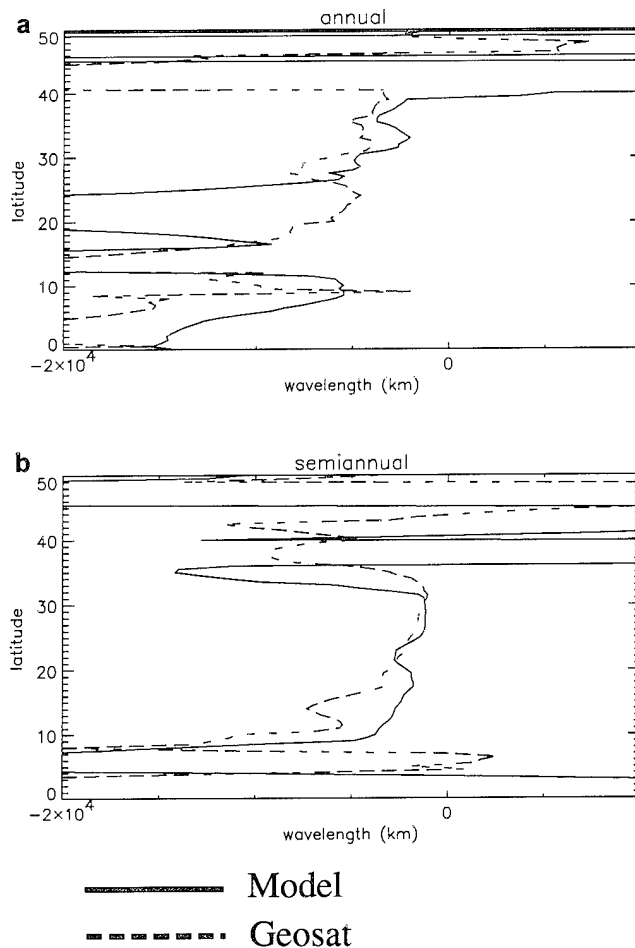 a
annual
50
40
30
20
10
0
latitude
−2×10⁴
0
wavelength (km)
b
semiannual
50
40
30
20
10
0
latitude
−2×10⁴
0
wavelength (km)
Model
Geosat